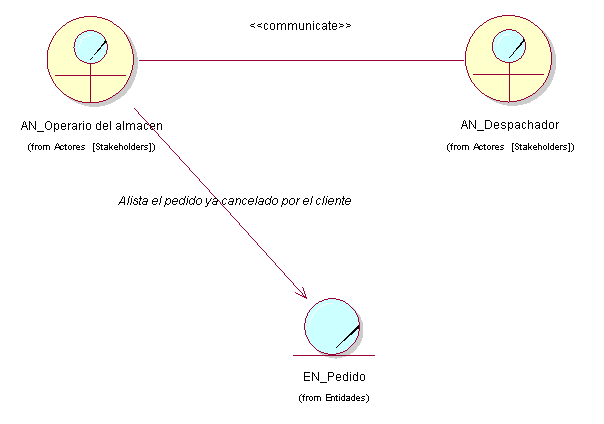 <<communicate>>
AN_Operario del almacen
(from Actores [Stakeholders])
AN_Despachador
(from Actores [Stakeholders])
Alista el pedido ya cancelado por el cliente
EN_Pedido
(from Entidades)